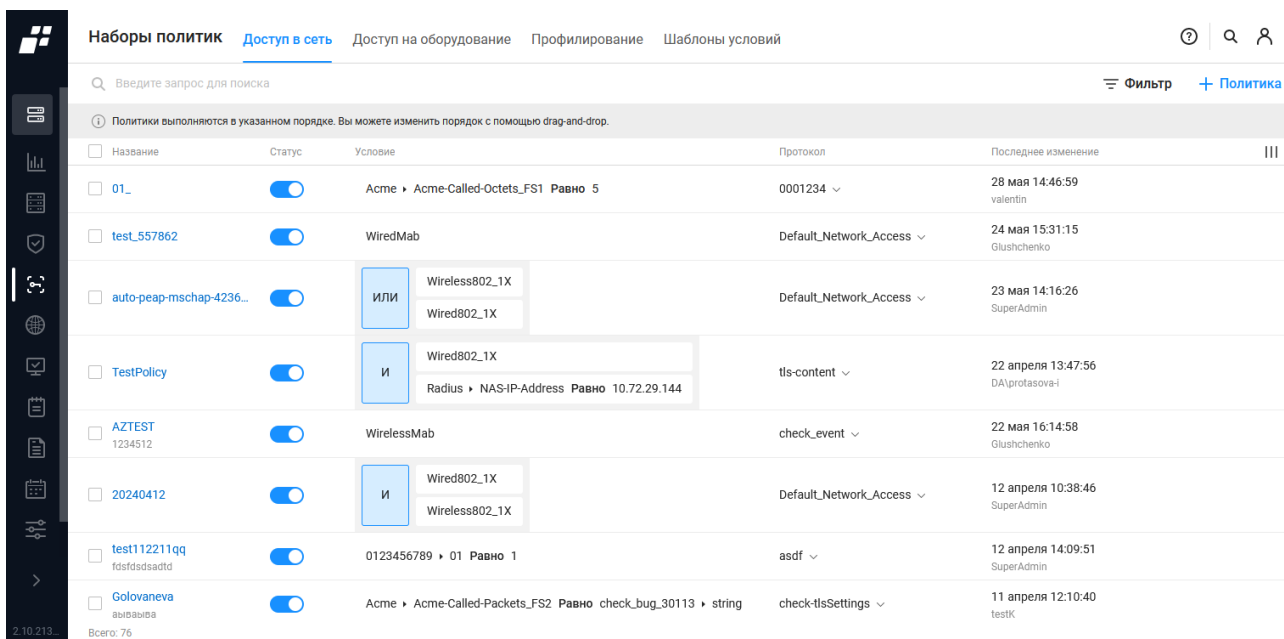 Наборы политик Доступ в сеть Доступ на оборудование Профилирование Шаблоны условий
Введите запрос для поиска Фильтр + Политика
Политики выполняются в указанном порядке. Вы можете изменить порядок с помощью drag-and-drop.
Название Статус Условие Протокол Последнее изменение
01_ Acme ▸ Acme-Called-Octets_FS1 Равно 5 0001234 28 мая 14:46:59
valentin
test_557862 WiredMab Default_Network_Access 24 мая 15:31:15
Glushchenko
auto-peap-mschap-4236... ИЛИ Wireless802_1X Default_Network_Access 23 мая 14:16:26
Wired802_1X SuperAdmin
TestPolicy И Wired802_1X tls-content 22 апреля 13:47:56
Radius ▸ NAS-IP-Address Равно 10.72.29.144 DA\protasova-i
AZTEST WirelessMab check_event 22 мая 16:14:58
1234512 Glushchenko
20240412 И Wired802_1X Default_Network_Access 12 апреля 10:38:46
Wireless802_1X SuperAdmin
test112211qq 0123456789 ▸ 01 Равно 1 asdf 12 апреля 14:09:51
fdsfdsdsadtd SuperAdmin
Golovaneva Acme ▸ Acme-Called-Packets_FS2 Равно check_bug_30113 ▸ string check-tlsSettings 11 апреля 12:10:40
аываыва testK
2.10.213... Всего: 76